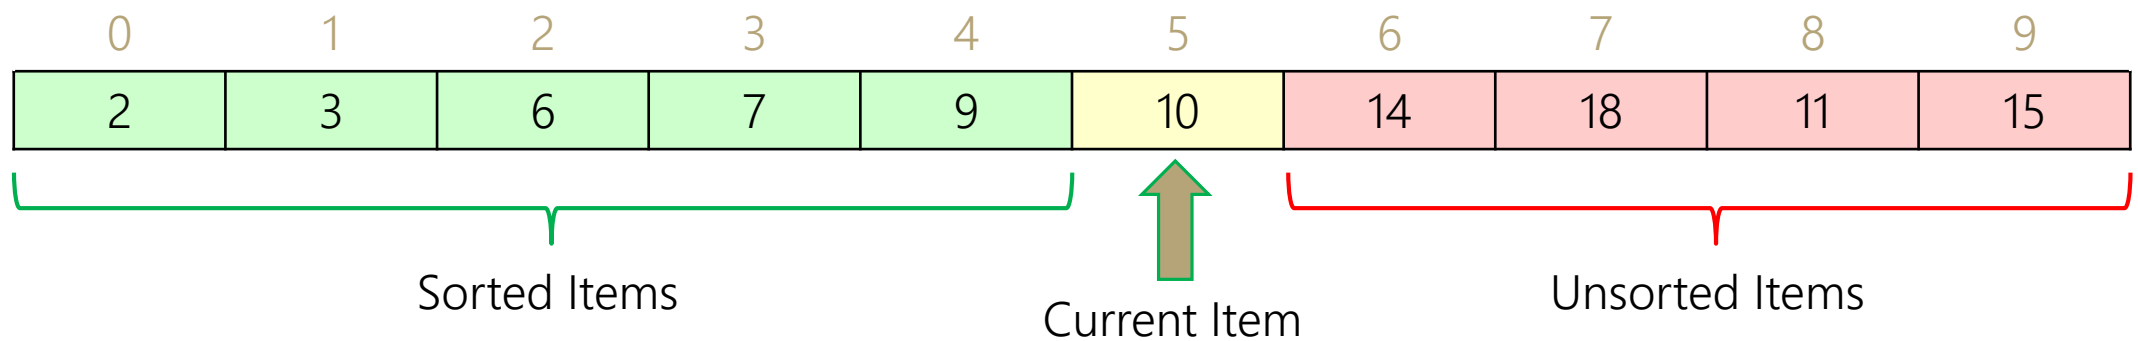 0 1 2 3 4 5 6 7 8 9
2 3 6 7 9 10 14 18 11 15
Sorted Items
Current Item
Unsorted Items